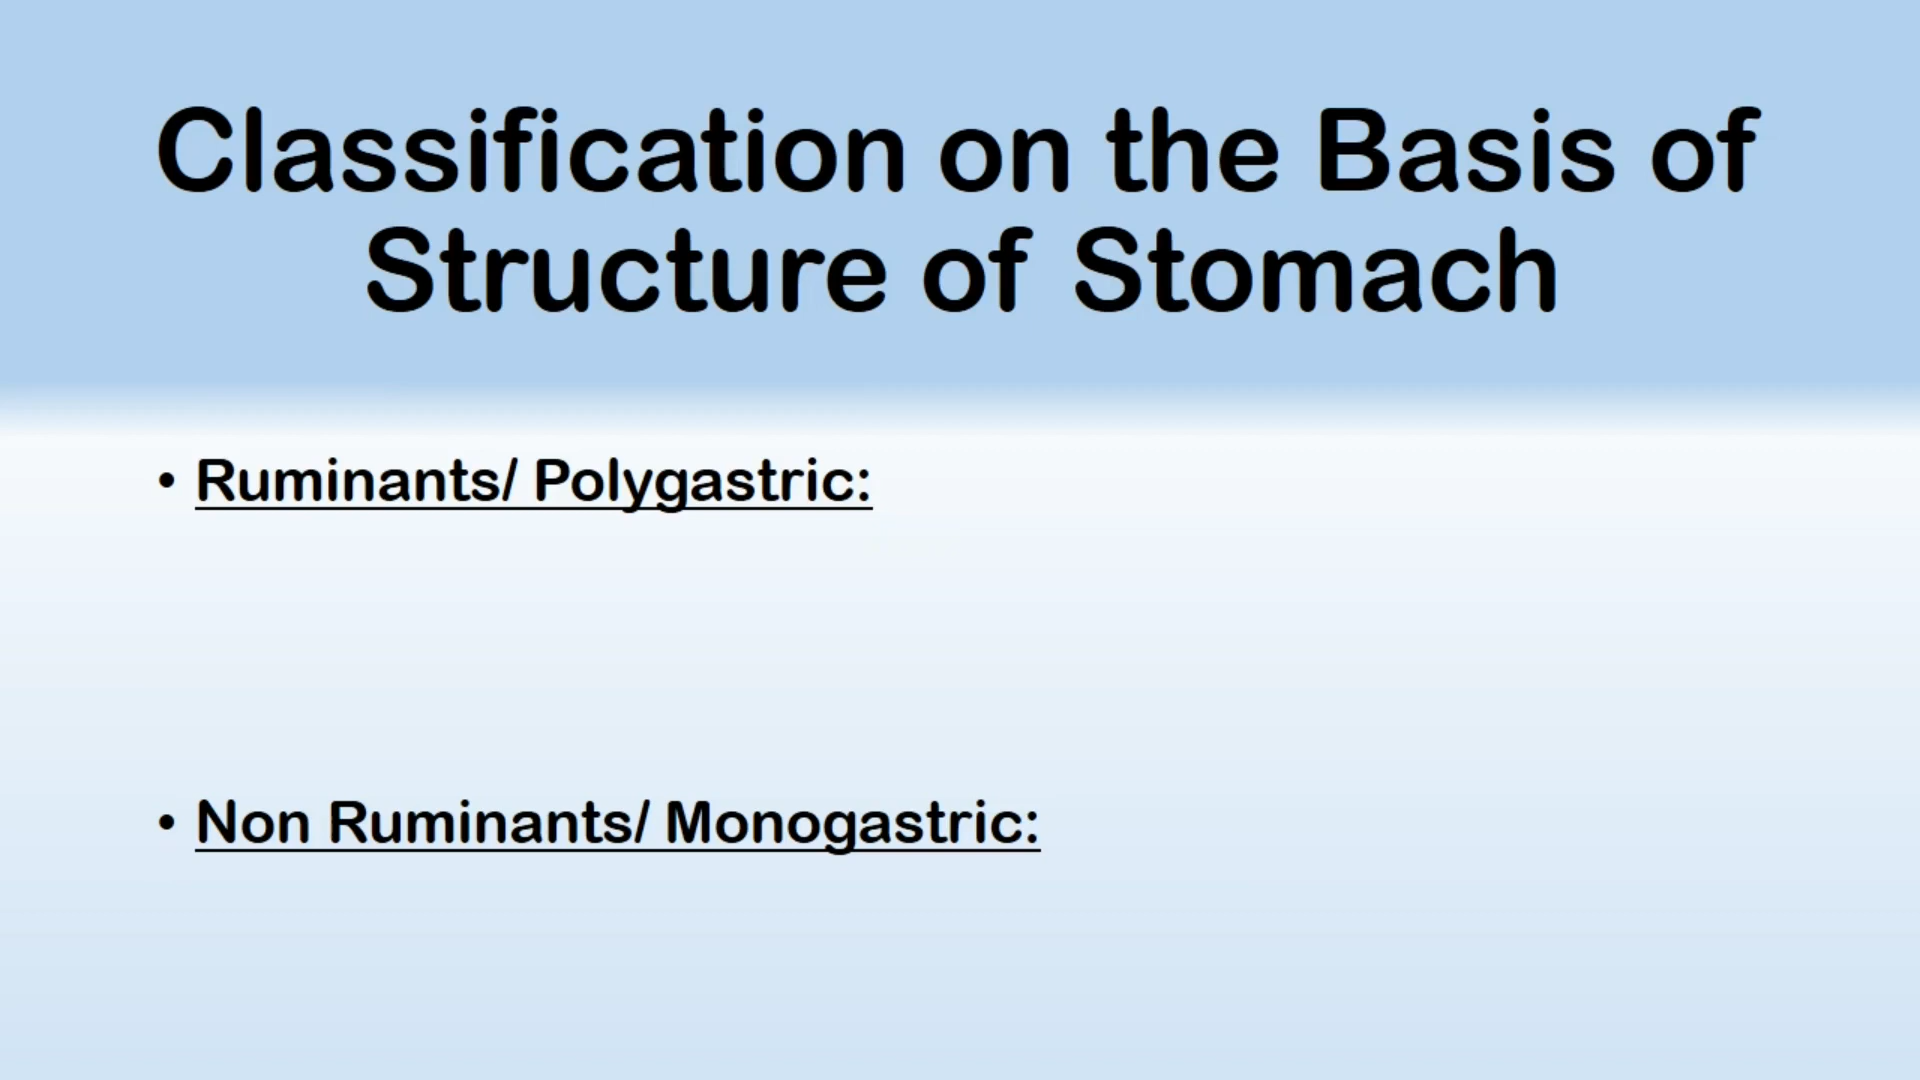 Classification on the Basis of
Structure of Stomach
• Ruminants/ Polygastric:
• Non Ruminants/ Monogastric: